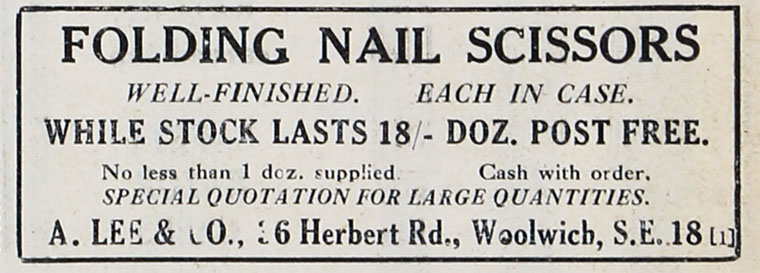 FOLDING NAIL SCISSORS
WELL-FINISHED. EACH IN CASE.
WHILE STOCK LASTS 18/- DOZ. POST FREE.
No less than 1 doz. supplied. Cash with order.
SPECIAL QUOTATION FOR LARGE QUANTITIES.
A. LEE & CO., Herbert Rd., Woolwich, S.E. 18 [1]